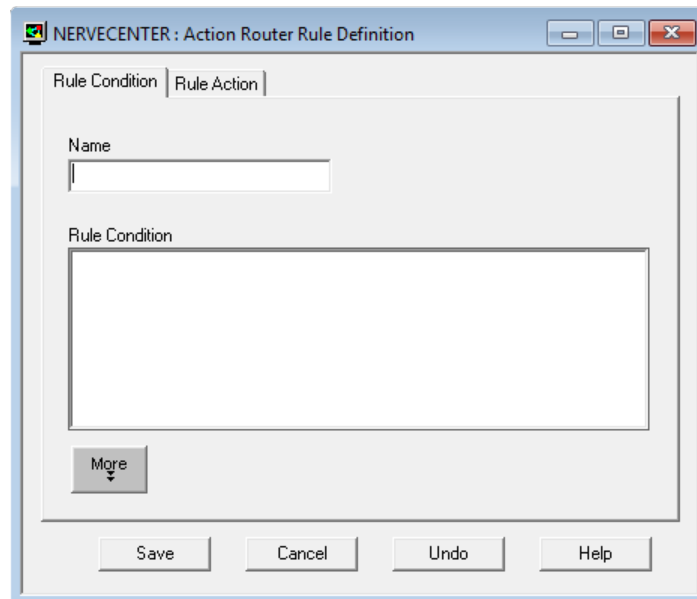 NERVECENTER : Action Router Rule Definition
Rule Condition Rule Action
Name
Rule Condition
More
Save Cancel Undo Help